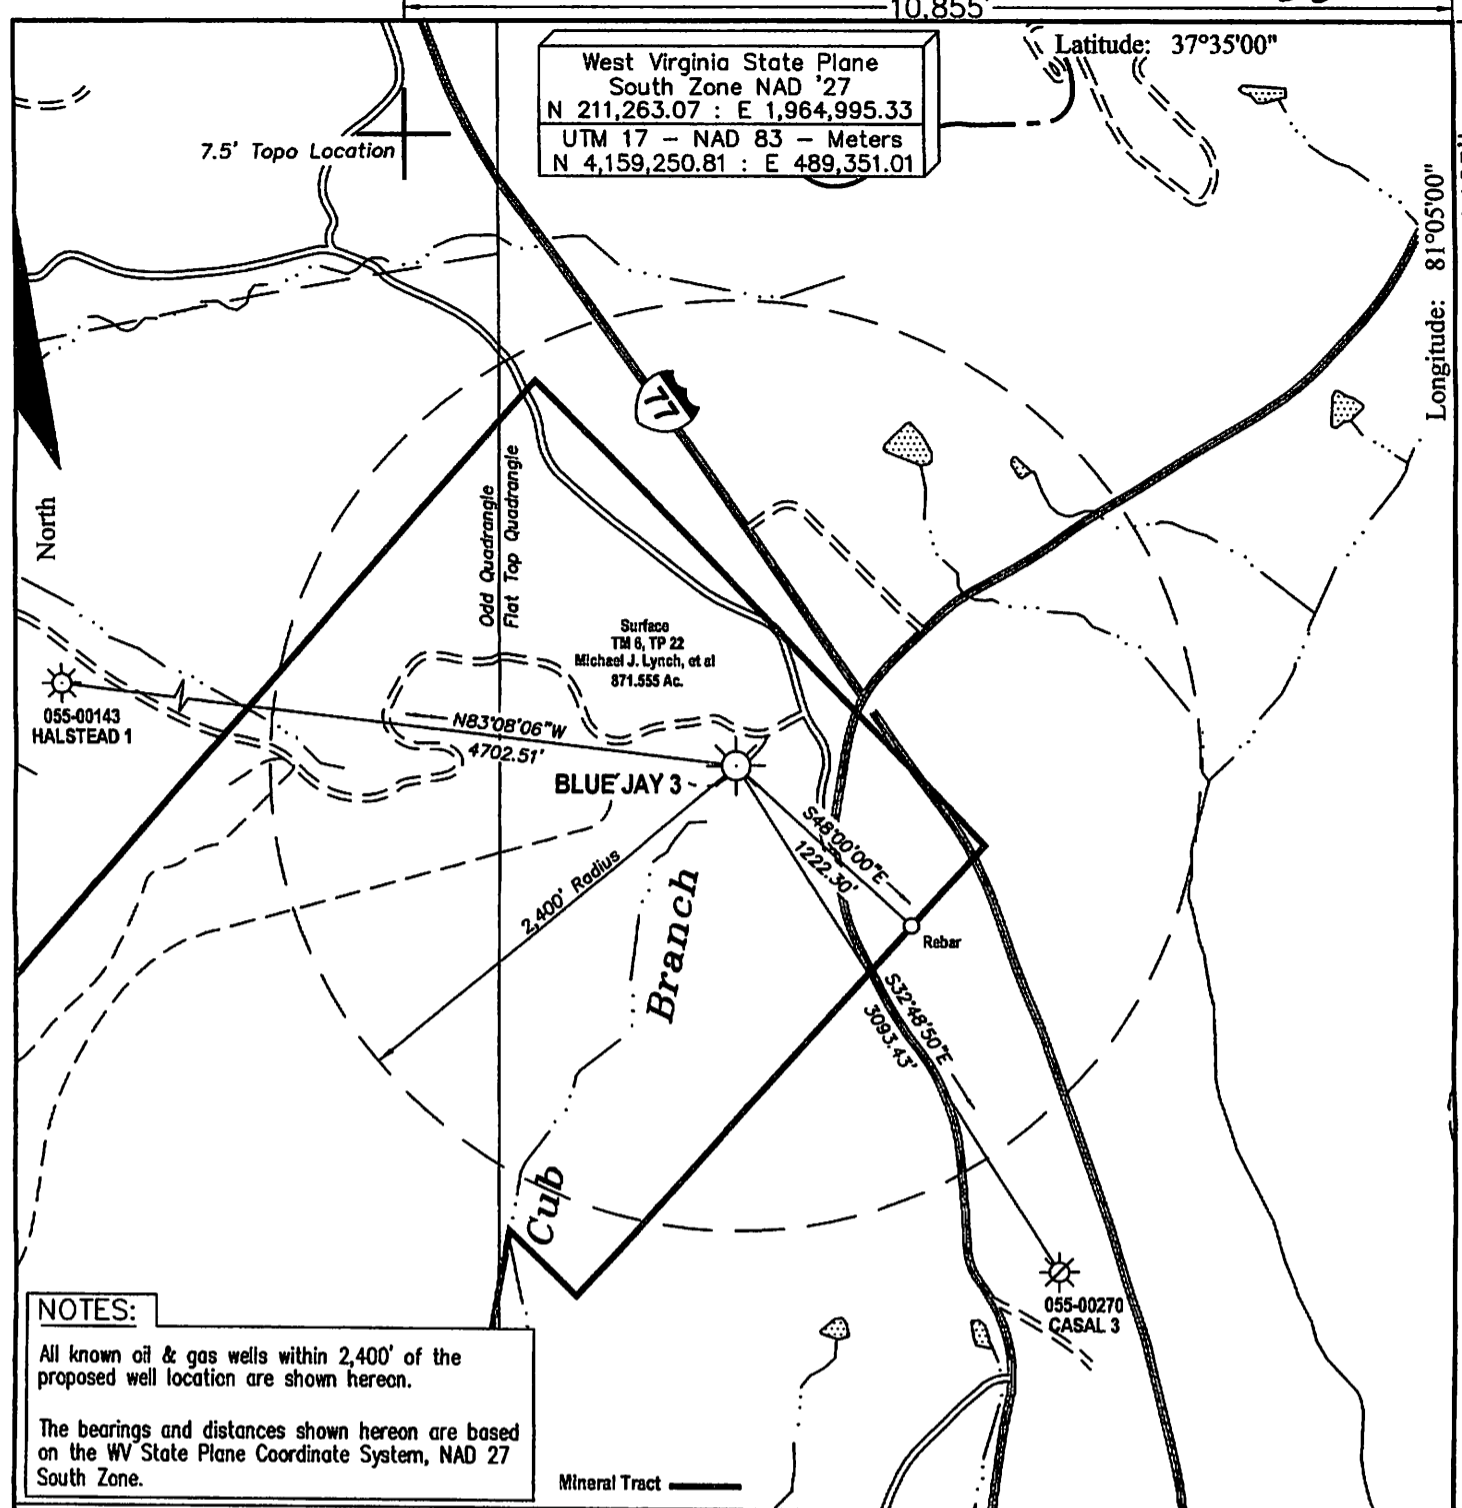 10,855'
Latitude: 37°35'00"
West Virginia State Plane
South Zone NAD '27
N 211,263.07 : E 1,964,995.33
UTM 17 – NAD 83 – Meters
N 4,159,250.81 : E 489,351.01
7.5' Topo Location
Longitude: 81°05'00"
77
North
Odd Quadrangle
Flat Top Quadrangle
Surface
TM 6, TP 22
Michael J. Lynch, et al
871.555 Ac.
055-00143
HALSTEAD 1
N83°08'06"W
4702.51'
BLUE JAY 3
S48°00'00"E
1222.30'
2,400' Radius
Rebar
Branch
S32°48'50"E
3093.43'
Cub
055-00270
CASAL 3
NOTES:
All known oil & gas wells within 2,400' of the
proposed well location are shown hereon.
The bearings and distances shown hereon are based
on the WV State Plane Coordinate System, NAD 27
South Zone.
Mineral Tract